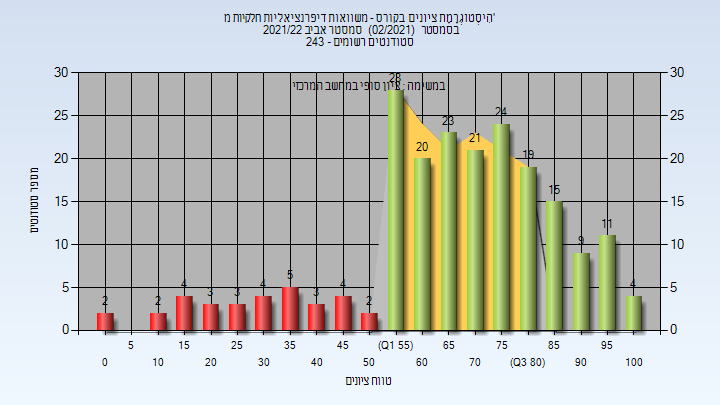 היסטוגרמת ציונים בקורס - משוואות דיפרנציאליות חלקיות מ'
בסמסטר (02/2021) סמסטר אביב 2021/22
סטודנטים רשומים - 243
במשימה : ציון סופי במחשב המרכזי
30 30
25 25
20 20
15 15
10 10
5 5
0 0
2 2 4 3 3 4 5 3 4 2 28 20 23 21 24 19 15 9 11 4
מספר סטודנטים
5 15 25 35 45 (Q1 55) 65 75 85 95
0 10 20 30 40 50 60 70 (Q3 80) 90 100
טווח ציונים